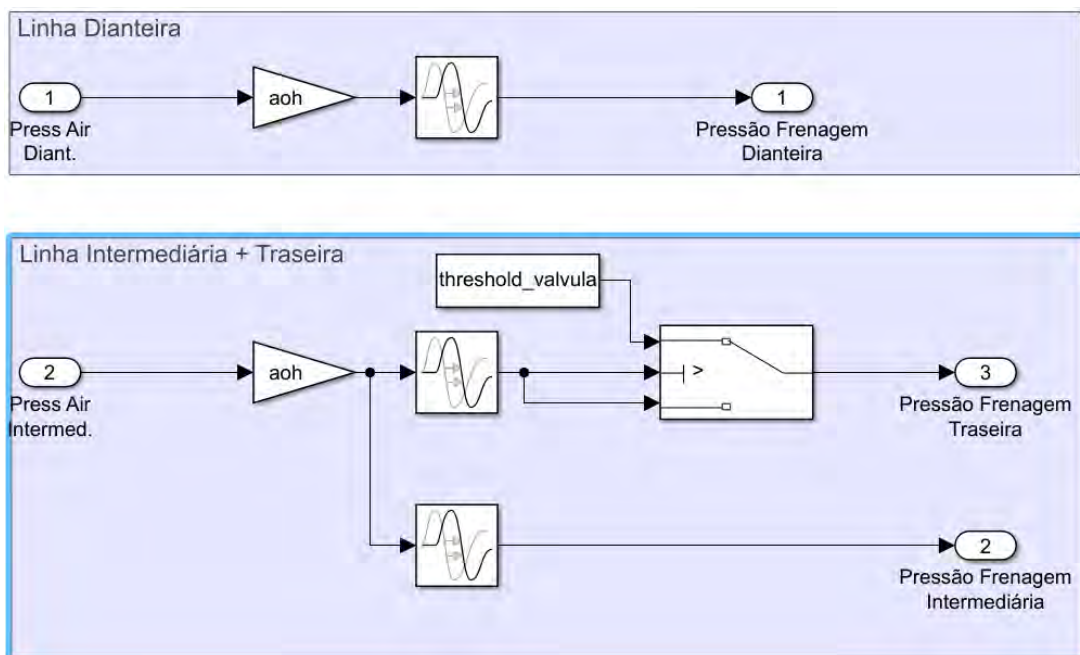 Linha Dianteira
1
aoh
1
Press Air
Diant.
Pressão Frenagem
Dianteira
Linha Intermediária + Traseira
threshold_valvula
2
aoh
>
3
Press Air
Intermed.
Pressão Frenagem
Traseira
2
Pressão Frenagem
Intermediária